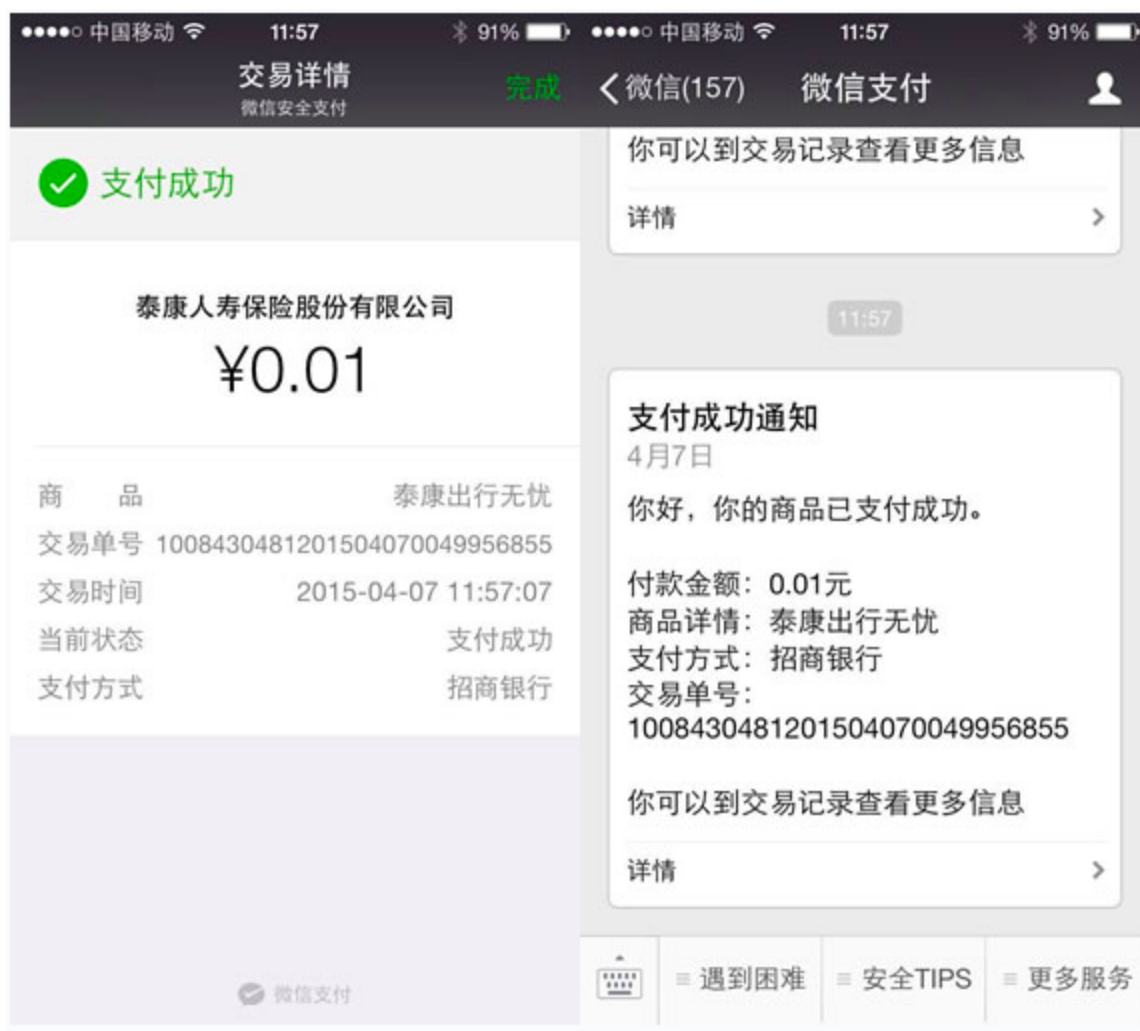 中国移动 11:57 91%
交易详情 完成
微信安全支付
支付成功
泰康人寿保险股份有限公司
¥0.01
商 品 泰康出行无忧
交易单号 1008430481201504070049956855
交易时间 2015-04-07 11:57:07
当前状态 支付成功
支付方式 招商银行
微信支付
中国移动 11:57 91%
微信(157) 微信支付
你可以到交易记录查看更多信息
详情
11:57
支付成功通知
4月7日
你好，你的商品已支付成功。
付款金额：0.01元
商品详情：泰康出行无忧
支付方式：招商银行
交易单号：
1008430481201504070049956855
你可以到交易记录查看更多信息
详情
遇到困难 安全TIPS 更多服务